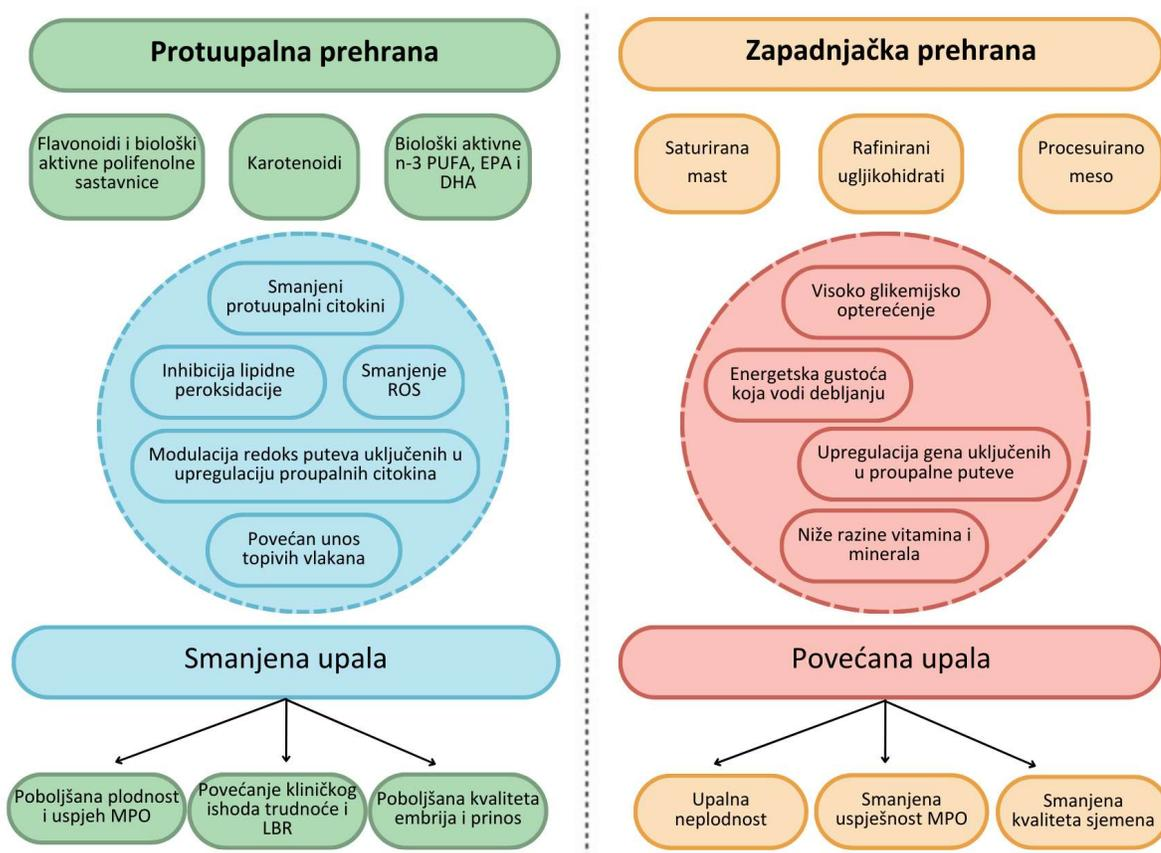 Protuupalna prehrana
Flavonoidi i biološki
aktivne polifenolne
sastavnice
Karotenoidi
Biološki aktivne
n-3 PUFA, EPA i
DHA
Smanjeni
protuupalni citokini
Inhibicija lipidne
peroksidacije
Smanjenje
ROS
Modulacija redoks puteva uključenih u
upregulaciju proupalnih citokina
Povećan unos
topivih vlakana
Smanjena upala
Poboljšana plodnost
i uspjeh MPO
Povećanje kliničkog
ishoda trudnoće i
LBR
Poboljšana kvaliteta
embrija i prinos
Zapadnjačka prehrana
Saturirana
mast
Rafinirani
ugljikohidrati
Procesuirano
meso
Visoko glikemijsko
opterećenje
Energetska gustoća
koja vodi debljanju
Upregulacija gena uključenih
u proupalne puteve
Niže razine vitamina i
minerala
Povećana upala
Upalna
neplodnost
Smanjena
uspješnost MPO
Smanjena
kvaliteta sjemena